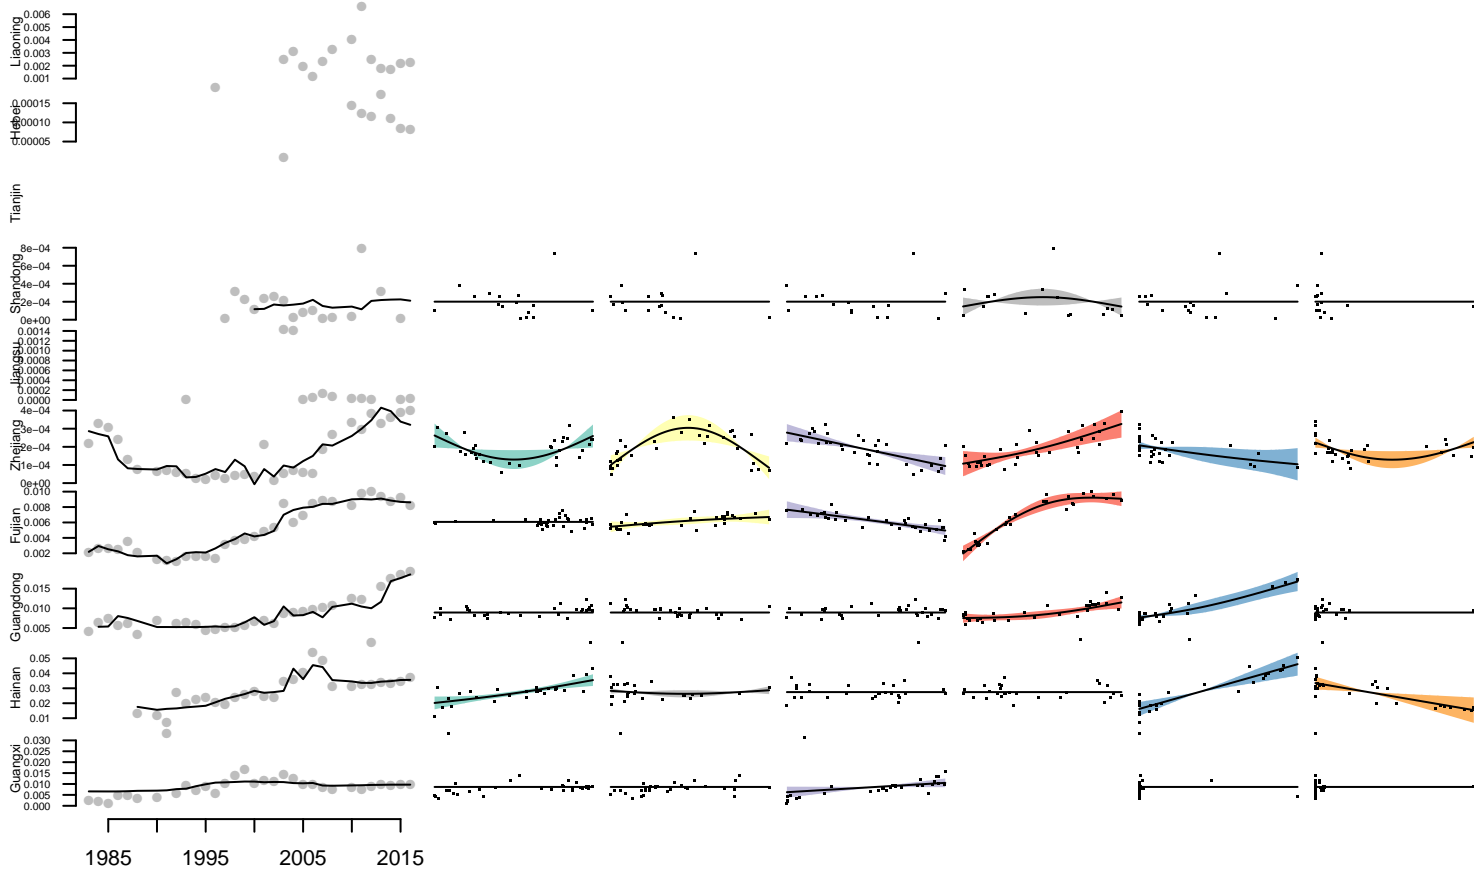 Liaoning
0.006
0.004
0.003
0.002
0.001
Hebei
0.00015
0.00010
0.00005
Tianjin
Shandong
8e−04
6e−04
4e−04
2e−04
0e+00
Jiangsu
0.0014
0.0012
0.0010
0.0008
0.0006
0.0004
0.0002
0.0000
Zhejiang
4e−04
3e−04
2e−04
1e−04
0e+00
Fujian
0.010
0.008
0.006
0.004
0.002
Guangdong
0.015
0.010
0.005
Hainan
0.05
0.04
0.03
0.02
0.01
Guangxi
0.030
0.025
0.020
0.015
0.010
0.005
0.000
1985 1995 2005 2015